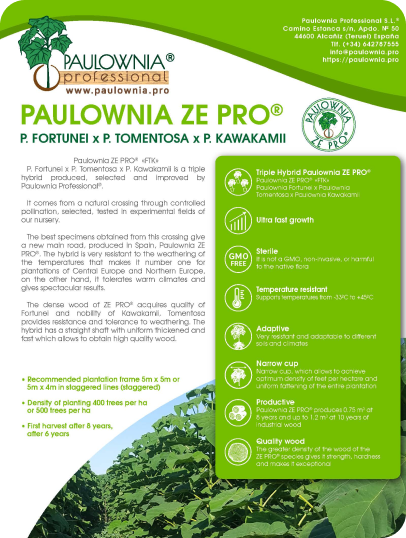 Paulownia Professional S.L.®
Camino Estanca s/n, Apdo. Nº 50
44600 Alcañiz (Teruel) España
Tlf. (+34) 642787555
info@paulownia.pro
https://paulownia.pro
PAULOWNIA®
professional
www.paulownia.pro
PAULOWNIA ZE PRO®
P. FORTUNEI x P. TOMENTOSA x P. KAWAKAMII
PAULOWNIA
ZE PRO®
Paulownia ZE PRO® «FTK»
P. Fortunei x P. Tomentosa x P. Kawakamii is a triple
hybrid produced, selected and improved by
Paulownia Professional®.
It comes from a natural crossing through controlled
pollination, selected, tested in experimental fields of
our nursery.
The best specimens obtained from this crossing give
a new main road, produced in Spain, Paulownia ZE
PRO®. The hybrid is very resistant to the weathering of
the temperatures that makes it number one for
plantations of Central Europe and Northern Europe,
on the other hand, it tolerates warm climates and
gives spectacular results.
The dense wood of ZE PRO® acquires quality of
Fortunei and nobility of Kawakamii, Tomentosa
provides resistance and tolerance to weathering. The
hybrid has a straight shaft with uniform thickened and
fast which allows to obtain high quality wood.
• Recommended plantation frame 5m x 5m or
5m x 4m in staggered lines (staggered)
• Density of planting 400 trees per ha
or 500 trees per ha
• First harvest after 8 years,
after 6 years
Triple Hybrid Paulownia ZE PRO®
Paulownia ZE PRO® «FTK»
Paulownia Fortunei x Paulownia
Tomentosa x Paulownia Kawakamii
Ultra fast growth
GMO
FREE
Sterile
It is not a GMO, non-invasive, or harmful
to the native flora
Temperature resistant
Supports temperatures from -23ºC to +45ºC
Adaptive
Very resistant and adaptable to different
soils and climates
Narrow cup
Narrow cup, which allows to achieve
optimum density of feet per hectare and
uniform fattening of the entire plantation
Productive
Paulownia ZE PRO® produces 0.75 m³ at
8 years and up to 1.2 m³ at 10 years of
industrial wood
Quality wood
The greater density of the wood of the
ZE PRO® species gives it strength, hardness
and makes it exceptional